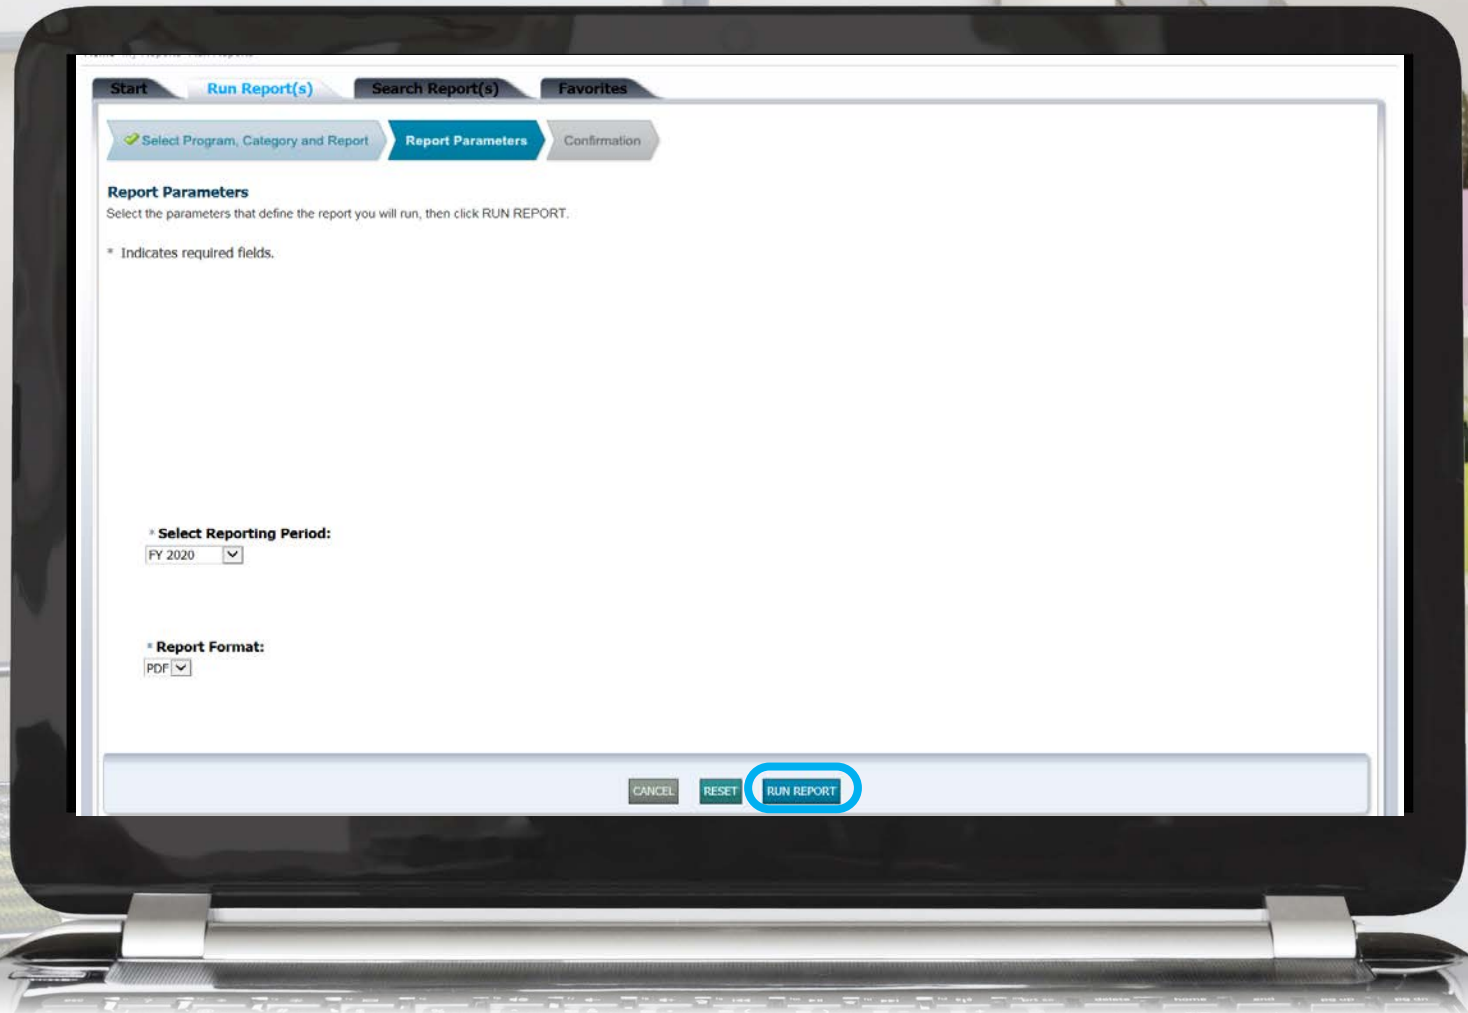 Start Run Report(s) Search Report(s) Favorites
Select Program, Category and Report Report Parameters Confirmation
Report Parameters
Select the parameters that define the report you will run, then click RUN REPORT.
* Indicates required fields.
* Select Reporting Period:
FY 2020
* Report Format:
PDF
CANCEL RESET RUN REPORT